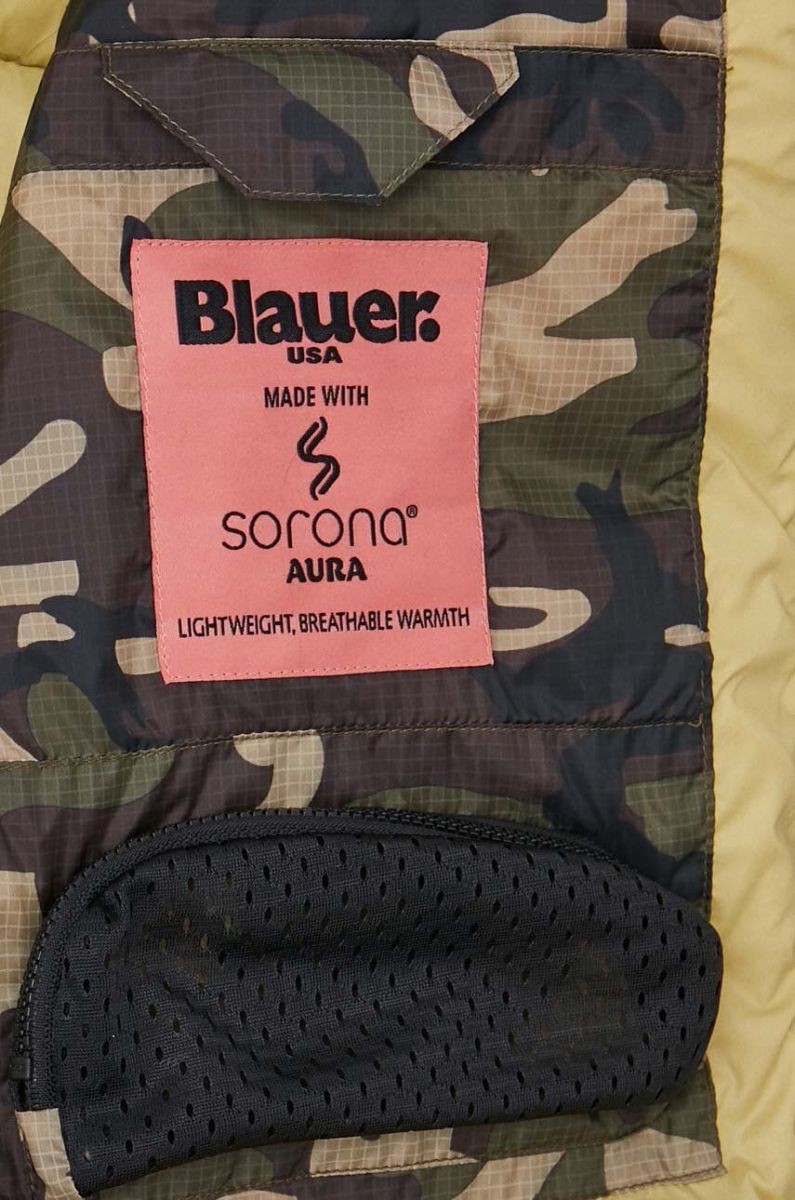 Blauer.
USA
MADE WITH
sorona®
AURA
LIGHTWEIGHT, BREATHABLE WARMTH